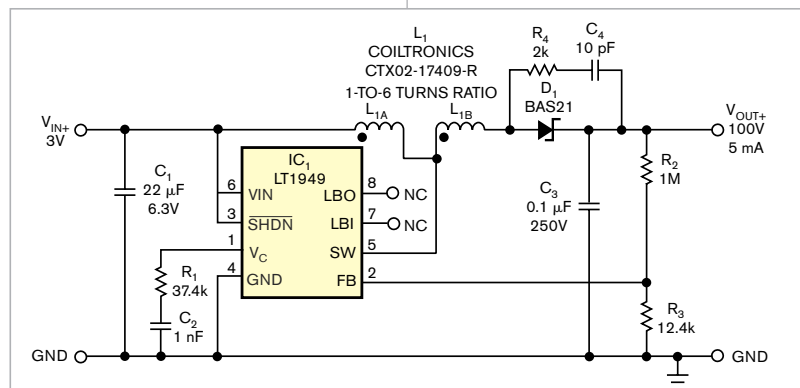 L1
COILTRONICS
CTX02-17409-R
1-TO-6 TURNS RATIO
L1A
L1B
R4
2k
C4
10 pF
D1
BAS21
VIN+
3V
VOUT+
100V
5 mA
C1
22 µF
6.3V
IC1
LT1949
6
VIN
3
SHDN
1
VC
4
GND
LBO
8
NC
LBI
7
NC
SW
5
FB
2
R1
37.4k
C2
1 nF
C3
0.1 µF
250V
R2
1M
R3
12.4k
GND
GND